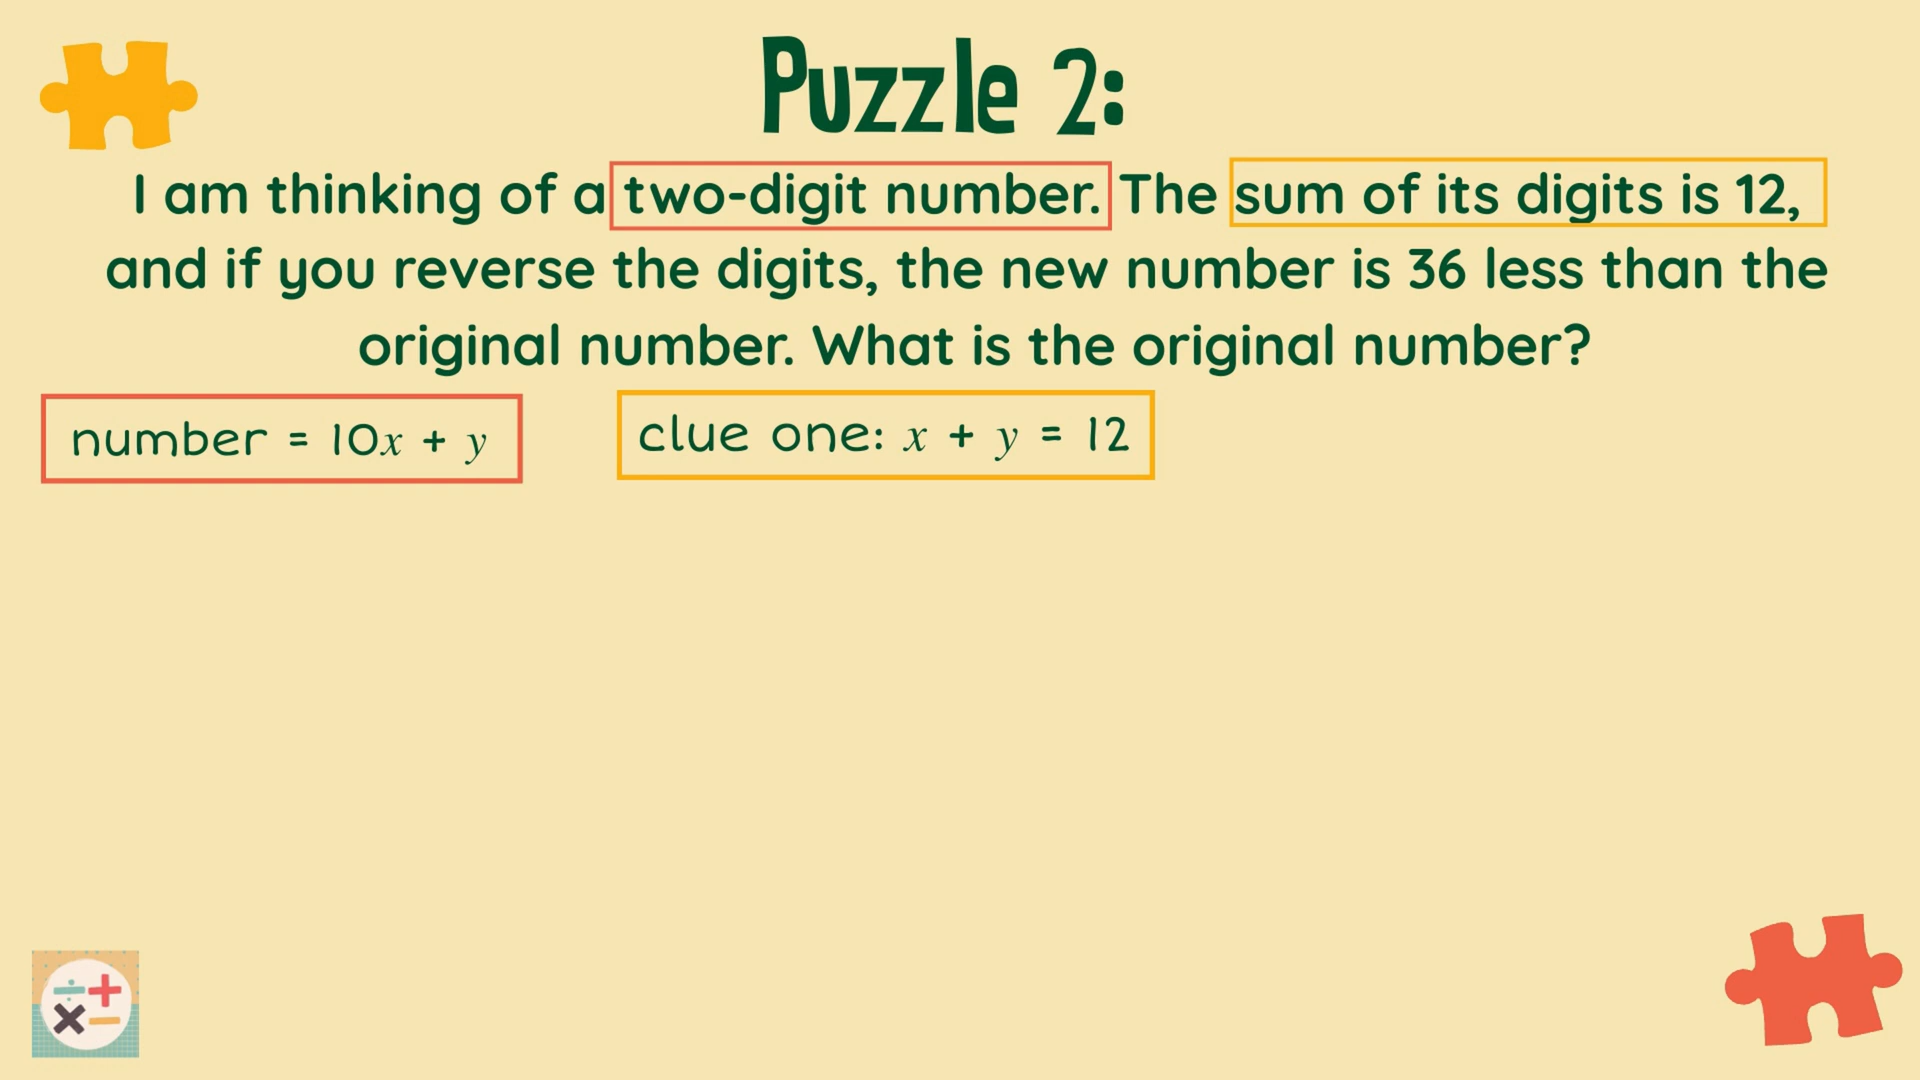 Puzzle 2:
I am thinking of a two-digit number. The sum of its digits is 12,
and if you reverse the digits, the new number is 36 less than the
original number. What is the original number?
number = 10x + y
clue one: x + y = 12